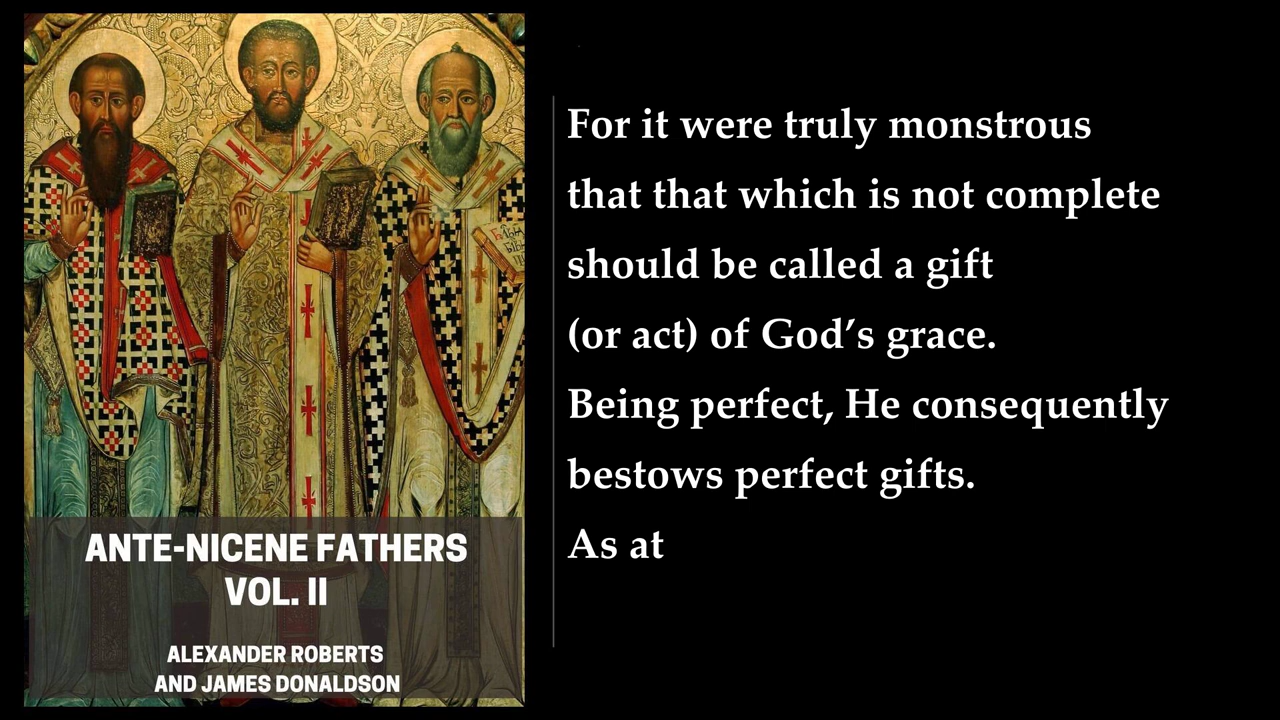 ANTE-NICENE FATHERS
VOL. II
ALEXANDER ROBERTS
AND JAMES DONALDSON
For it were truly monstrous
that that which is not complete
should be called a gift
(or act) of God’s grace.
Being perfect, He consequently
bestows perfect gifts.
As at